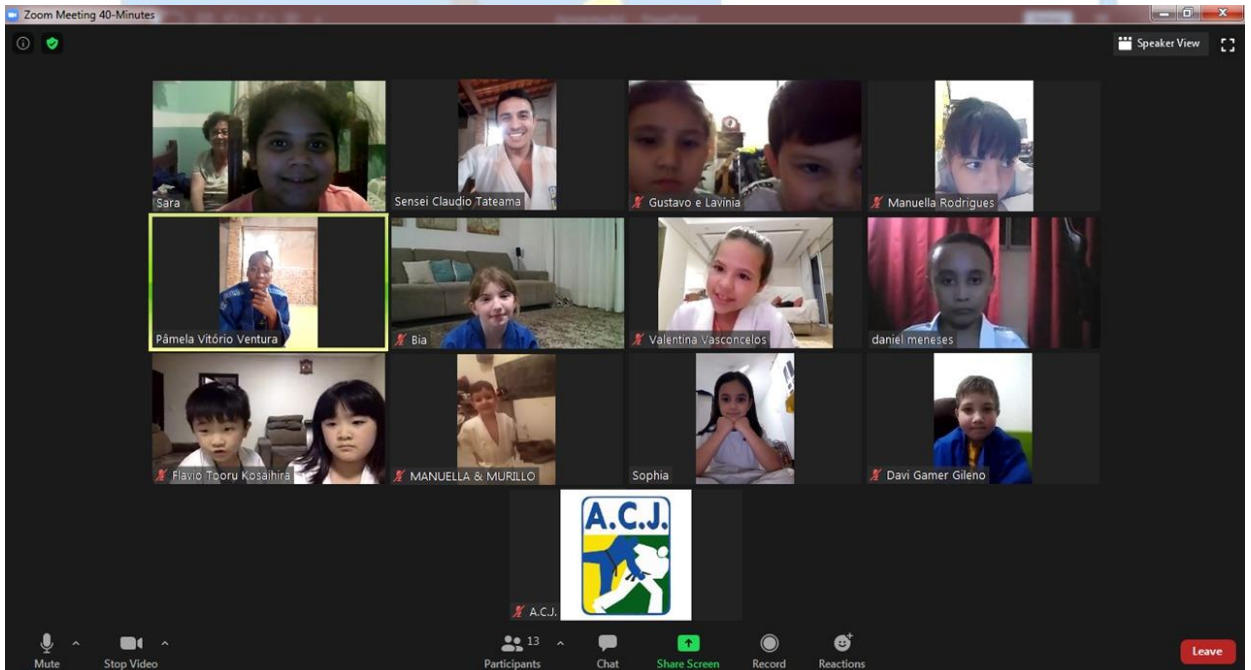 Zoom Meeting 40-Minutes
Speaker View
Sara
Sensei Claudio Tateama
Gustavo e Lavínia
Manuella Rodrigues
Pâmela Vitório Ventura
Bia
Valentina Vasconcelos
daniel meneses
Flavio Tooru Kosaihira
MANUELLA & MURILLO
Sophia
Davi Gamer Gileno
A.C.J.
A.C.J.
Mute
Stop Video
13
Participants
Chat
Share Screen
Record
Reactions
Leave